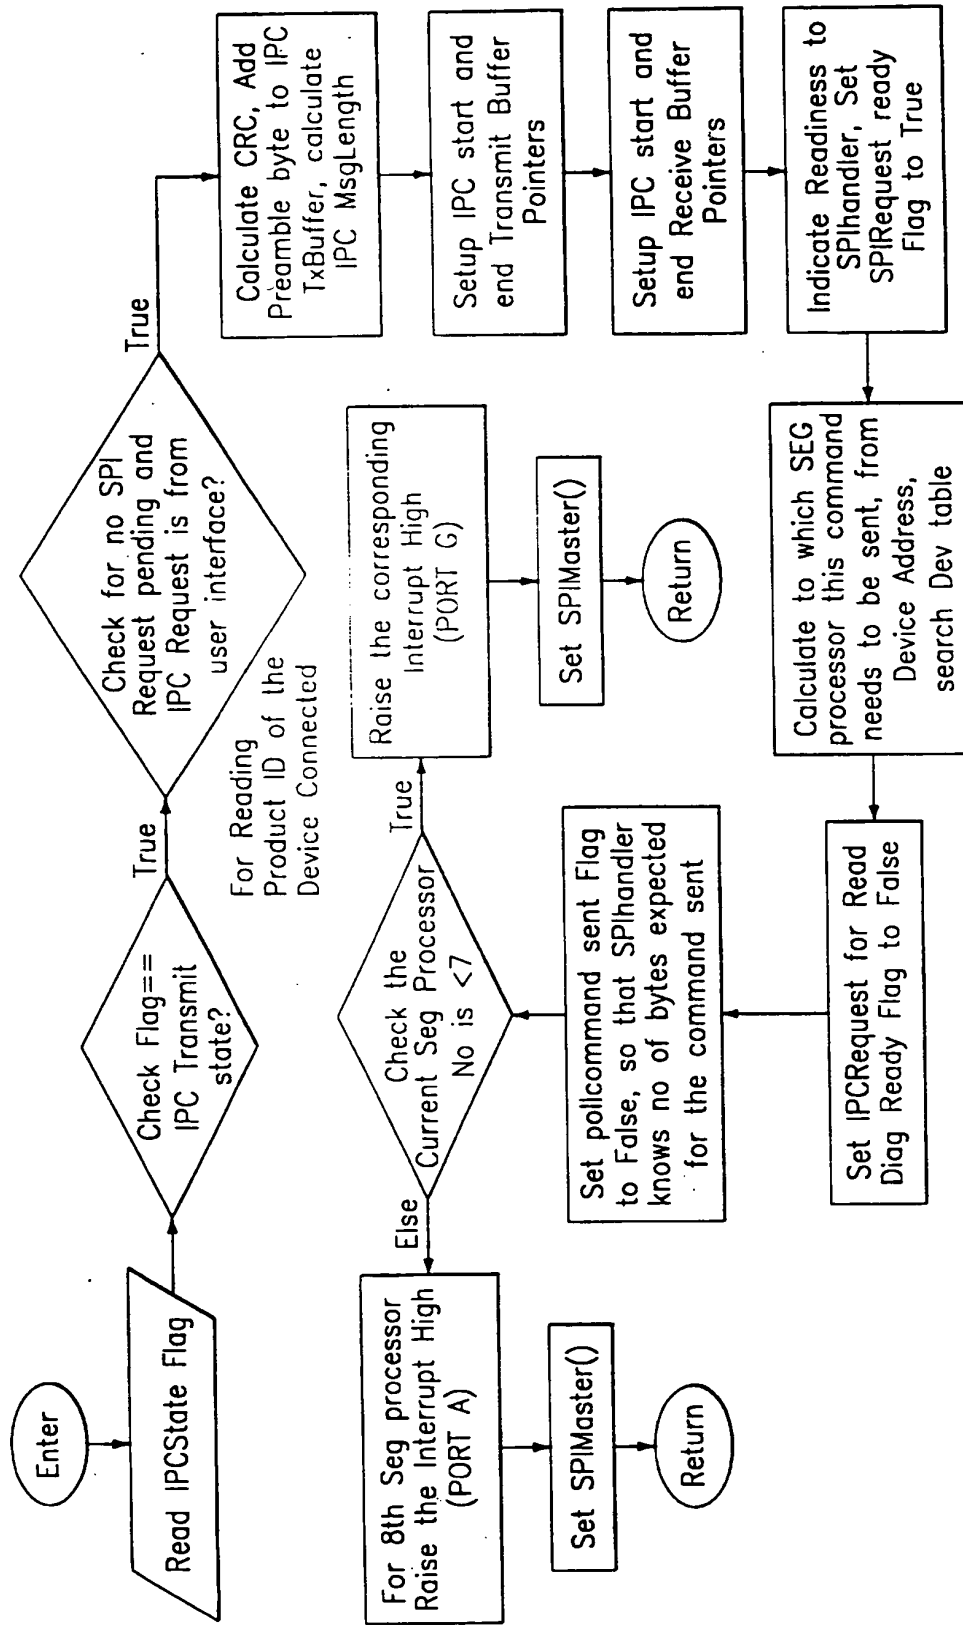 Enter
Read IPCState Flag
Check Flag==
IPC Transmit
state?
True
Check for no SPI
Request pending and
IPC Request is from
user interface?
True
For Reading
Product ID of the
Device Connected
Calculate CRC, Add
Preamble byte to IPC
TxBuffer, calculate
IPC MsgLength
Setup IPC start and
end Transmit Buffer
Pointers
Setup IPC start and
end Receive Buffer
Pointers
Indicate Readiness to
SPIhandler, Set
SPIRequest ready
Flag to True
Calculate to which SEG
processor this command
needs to be sent, from
Device Address,
search Dev table
Set IPCRequest for Read
Diag Ready Flag to False
Set pollcommand sent Flag
to False, so that SPIhandler
knows no of bytes expected
for the command sent
Check the
Current Seg Processor
No is <7
True
Raise the corresponding
Interrupt High
(PORT G)
Set SPIMaster()
Return
Else
For 8th Seg processor
Raise the Interrupt High
(PORT A)
Set SPIMaster()
Return